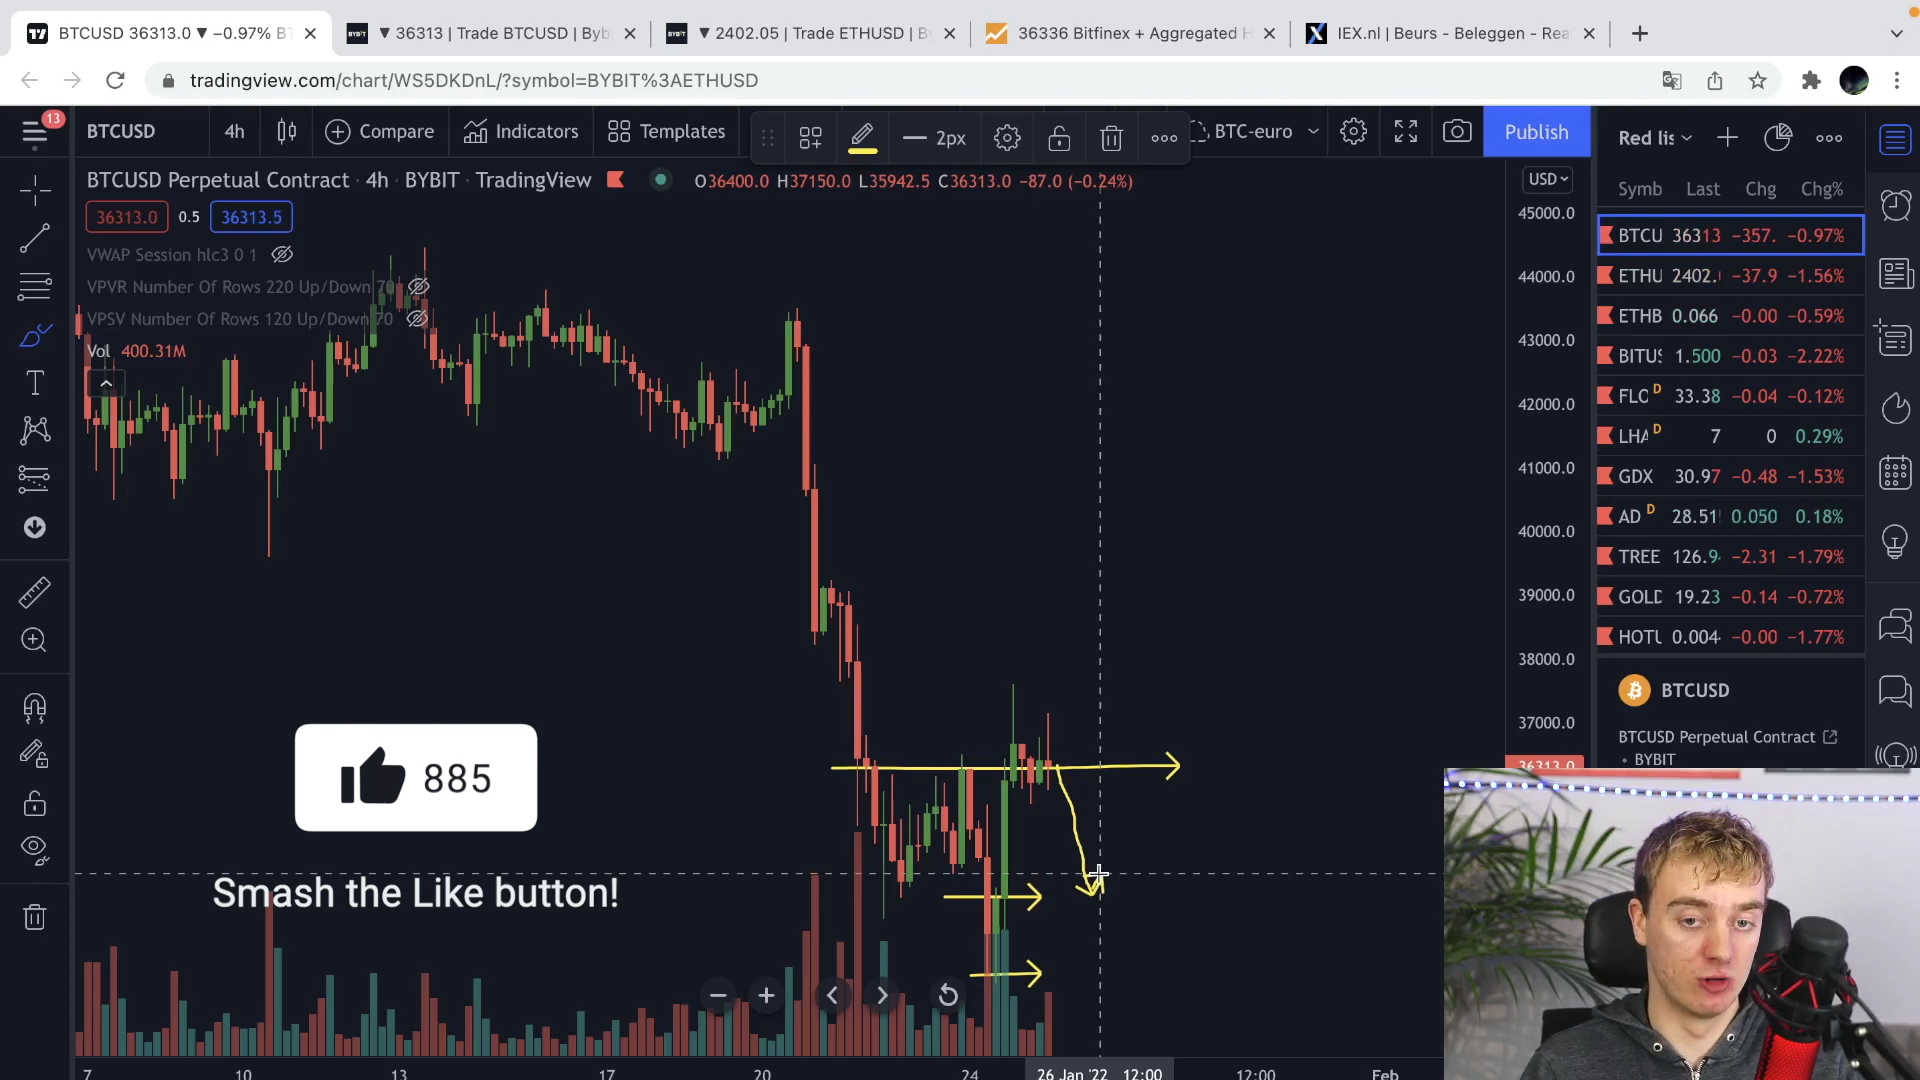 BTCUSD 36313.0 ▼ −0.97%
▼ 36313 | Trade BTCUSD |
▼ 2402.05 | Trade ETHUSD |
36336 Bitfinex + Aggregated
IEX.nl | Beurs - Beleggen -
tradingview.com/chart/WS5DKDnL/?symbol=BYBIT%3AETHUSD
13
BTCUSD
4h
Compare
Indicators
Templates
2px
BTC-euro
Publish
Red lis
BTCUSD Perpetual Contract · 4h · BYBIT · TradingView
O36400.0 H37150.0 L35942.5 C36313.0 −87.0 (−0.24%)
USD
Symb Last Chg Chg%
36313.0 0.5 36313.5
VWAP Session hlc3 0 1
VPVR Number Of Rows 220 Up/Down 70
VPSV Number Of Rows 120 Up/Down 70
Vol 400.31M
45000.0
44000.0
43000.0
42000.0
41000.0
40000.0
39000.0
38000.0
37000.0
36313.0
BTCU 36313 −357. −0.97%
ETHU 2402. −37.9 −1.56%
ETHB 0.066 −0.00 −0.59%
BITUS 1.500 −0.03 −2.22%
FLO D 33.38 −0.04 −0.12%
LHA D 7 0 0.29%
GDX 30.97 −0.48 −1.53%
AD D 28.51 0.050 0.18%
TREE 126.9 −2.31 −1.79%
GOLD 19.23 −0.14 −0.72%
HOTU 0.004 −0.00 −1.77%
BTCUSD
BTCUSD Perpetual Contract
• BYBIT
885
Smash the Like button!
7 10 13 17 20 24 26 Jan '22 12:00 12:00 Feb